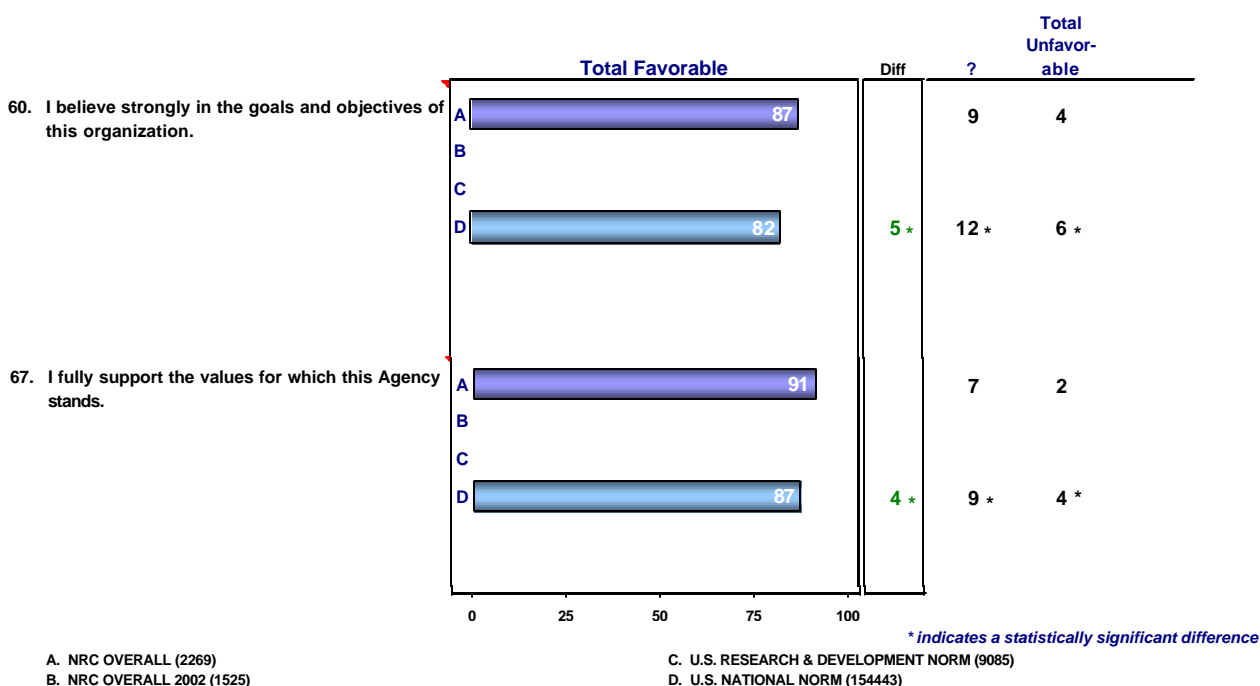 Total
Unfavor-
Total Favorable Diff ? able
60. I believe strongly in the goals and objectives of
this organization.
A 87 9 4
B
C
D 82 5 * 12 * 6 *
67. I fully support the values for which this Agency
stands.
A 91 7 2
B
C
D 87 4 * 9 * 4 *
0 25 50 75 100
* indicates a statistically significant difference
A. NRC OVERALL (2269) C. U.S. RESEARCH & DEVELOPMENT NORM (9085)
B. NRC OVERALL 2002 (1525) D. U.S. NATIONAL NORM (154443)